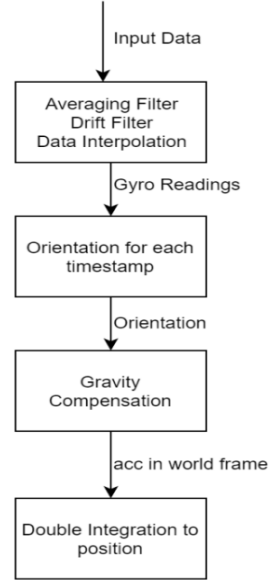 Input Data
Averaging Filter
Drift Filter
Data Interpolation
Gyro Readings
Orientation for each
timestamp
Orientation
Gravity
Compensation
acc in world frame
Double Integration to
position